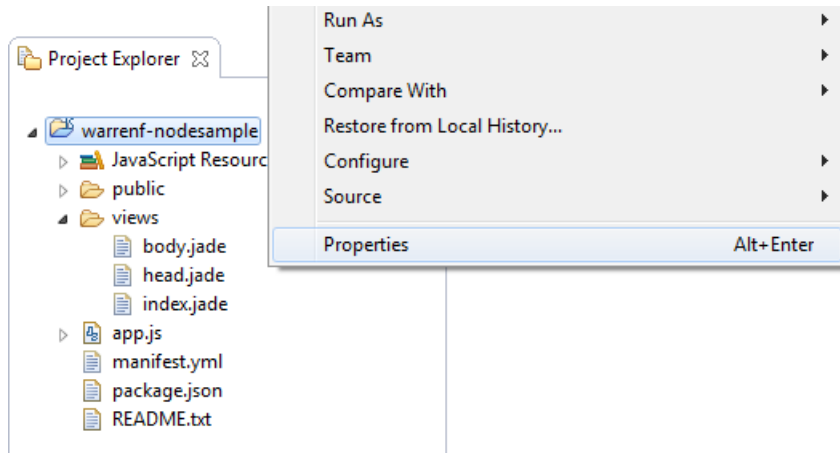 Project Explorer
warrenf-nodesample
JavaScript Resourc
public
views
body.jade
head.jade
index.jade
app.js
manifest.yml
package.json
README.txt
Run As
Team
Compare With
Restore from Local History...
Configure
Source
Properties Alt+Enter